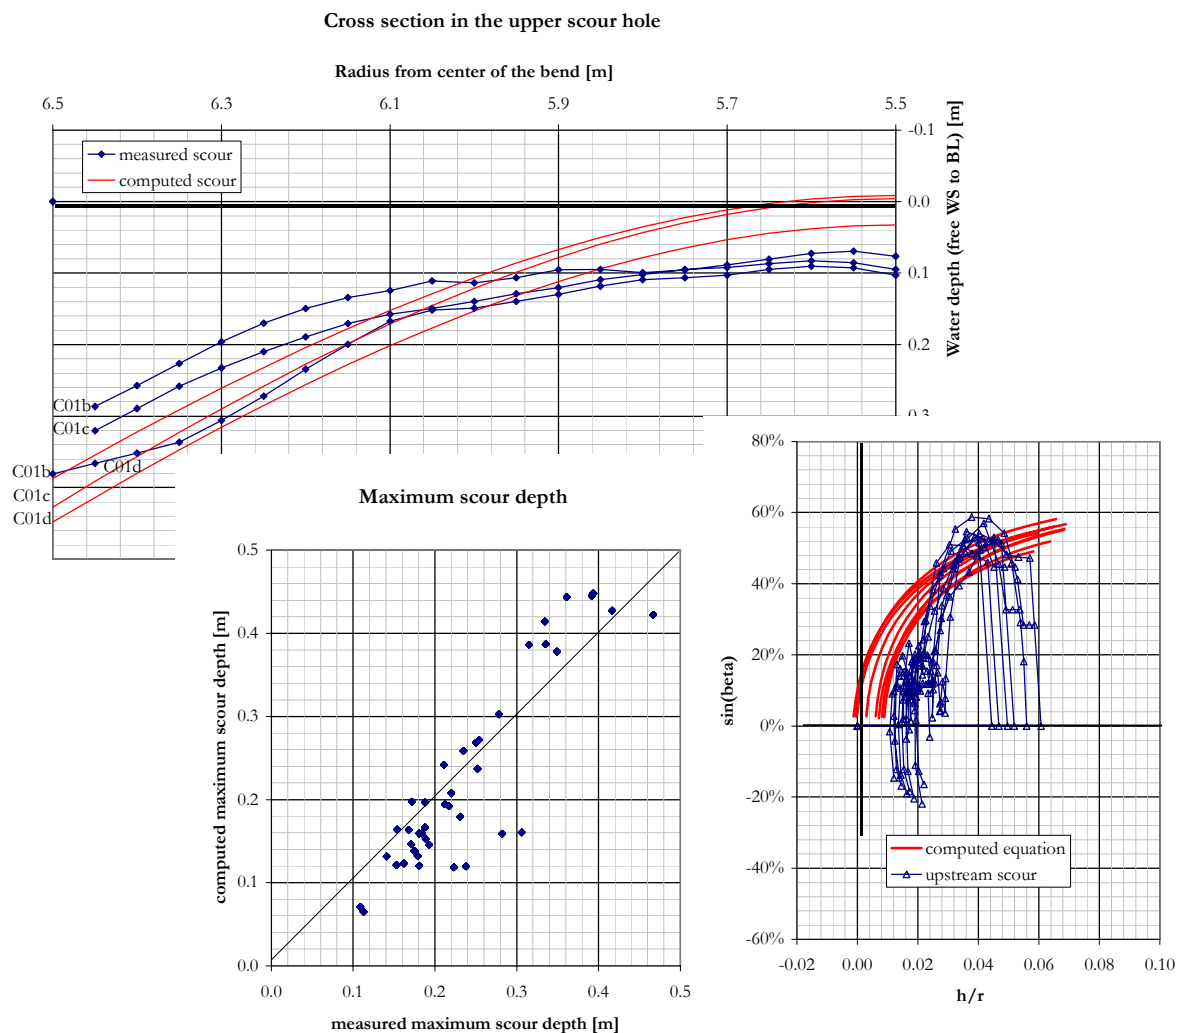 Cross section in the upper scour hole
Radius from center of the bend [m]
6.5 6.3 6.1 5.9 5.7 5.5
-0.1
0.0
0.1
0.2
Water depth (free WS to BL) [m]
measured scour
computed scour
C01b
C01c
C01d
C01b
C01c
C01d
Maximum scour depth
0.5
0.4
0.3
0.2
0.1
0.0
computed maximum scour depth [m]
0.0 0.1 0.2 0.3 0.4 0.5
measured maximum scour depth [m]
80%
60%
40%
20%
0%
-20%
-40%
-60%
sin(beta)
computed equation
upstream scour
-0.02 0.00 0.02 0.04 0.06 0.08 0.10
h/r